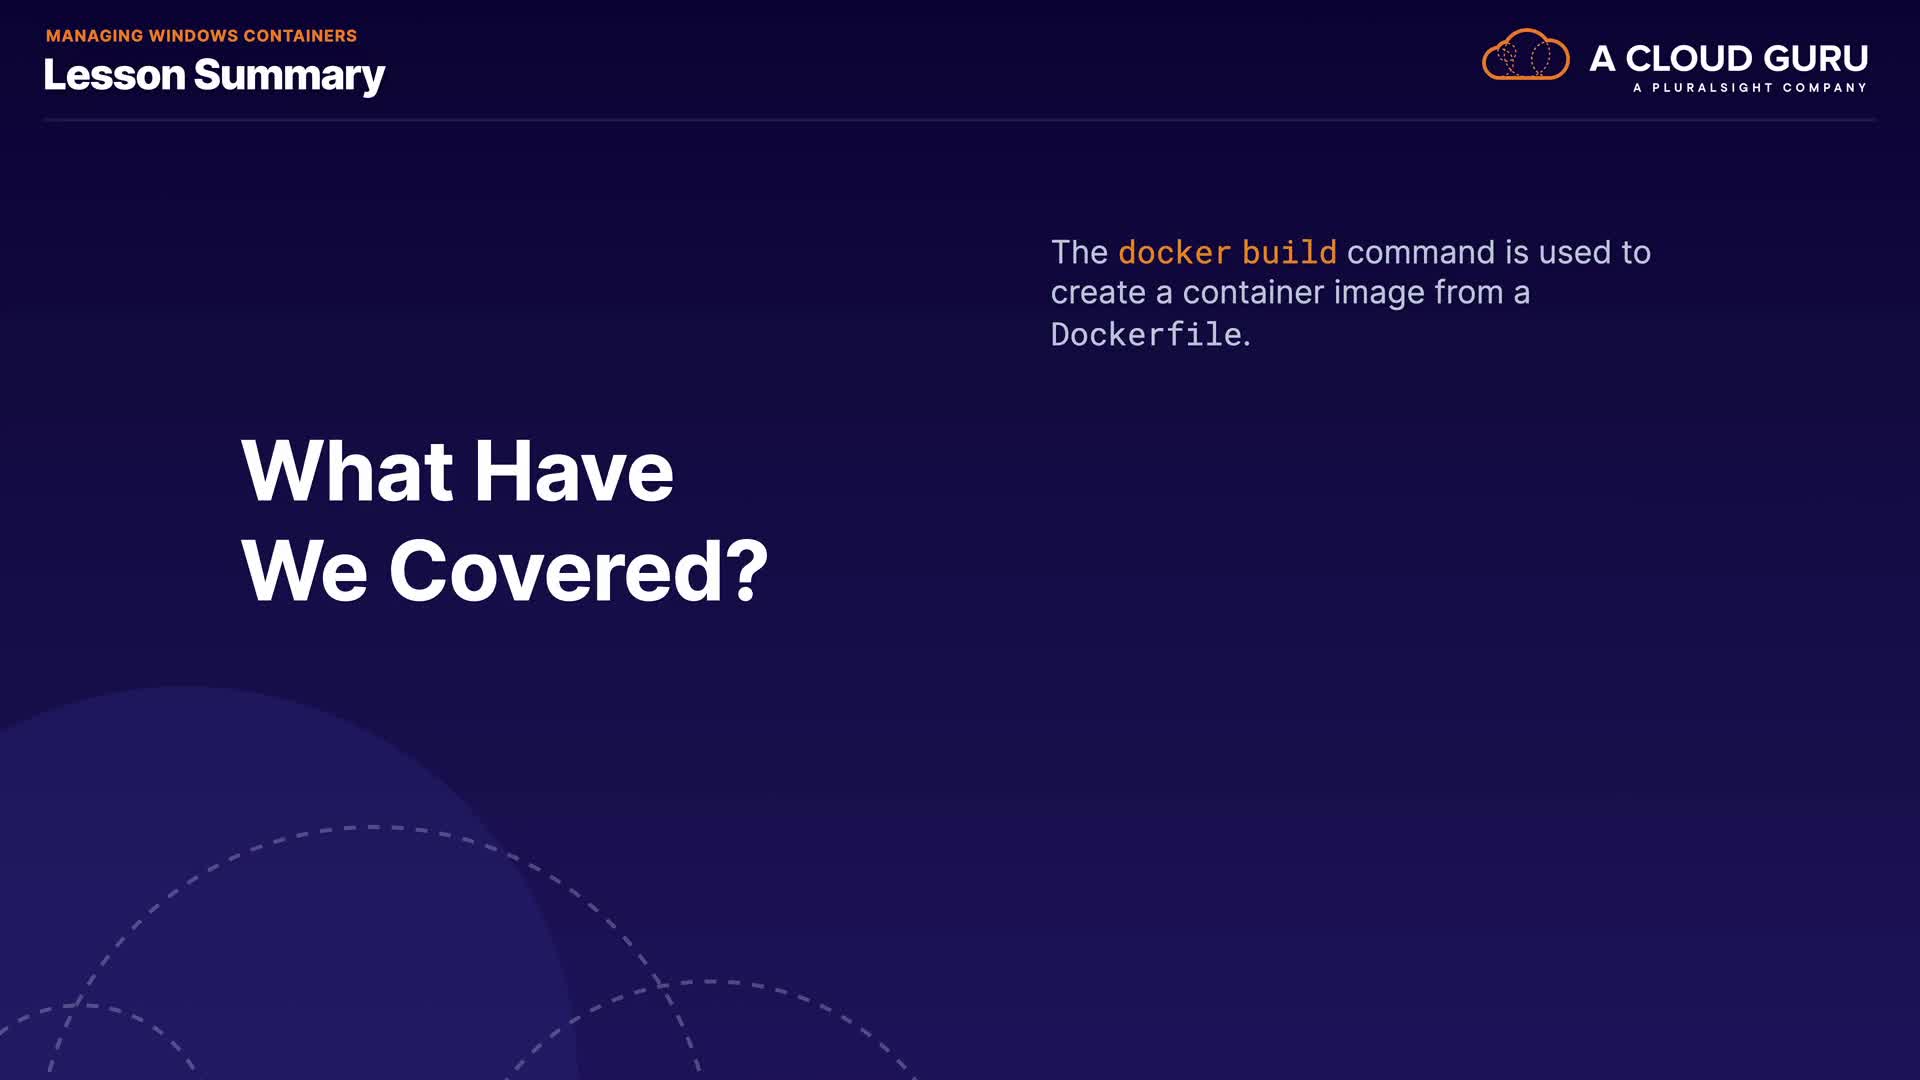 MANAGING WINDOWS CONTAINERS
Lesson Summary
A CLOUD GURU
A PLURALSIGHT COMPANY
The docker build command is used to
create a container image from a
Dockerfile.
What Have
We Covered?